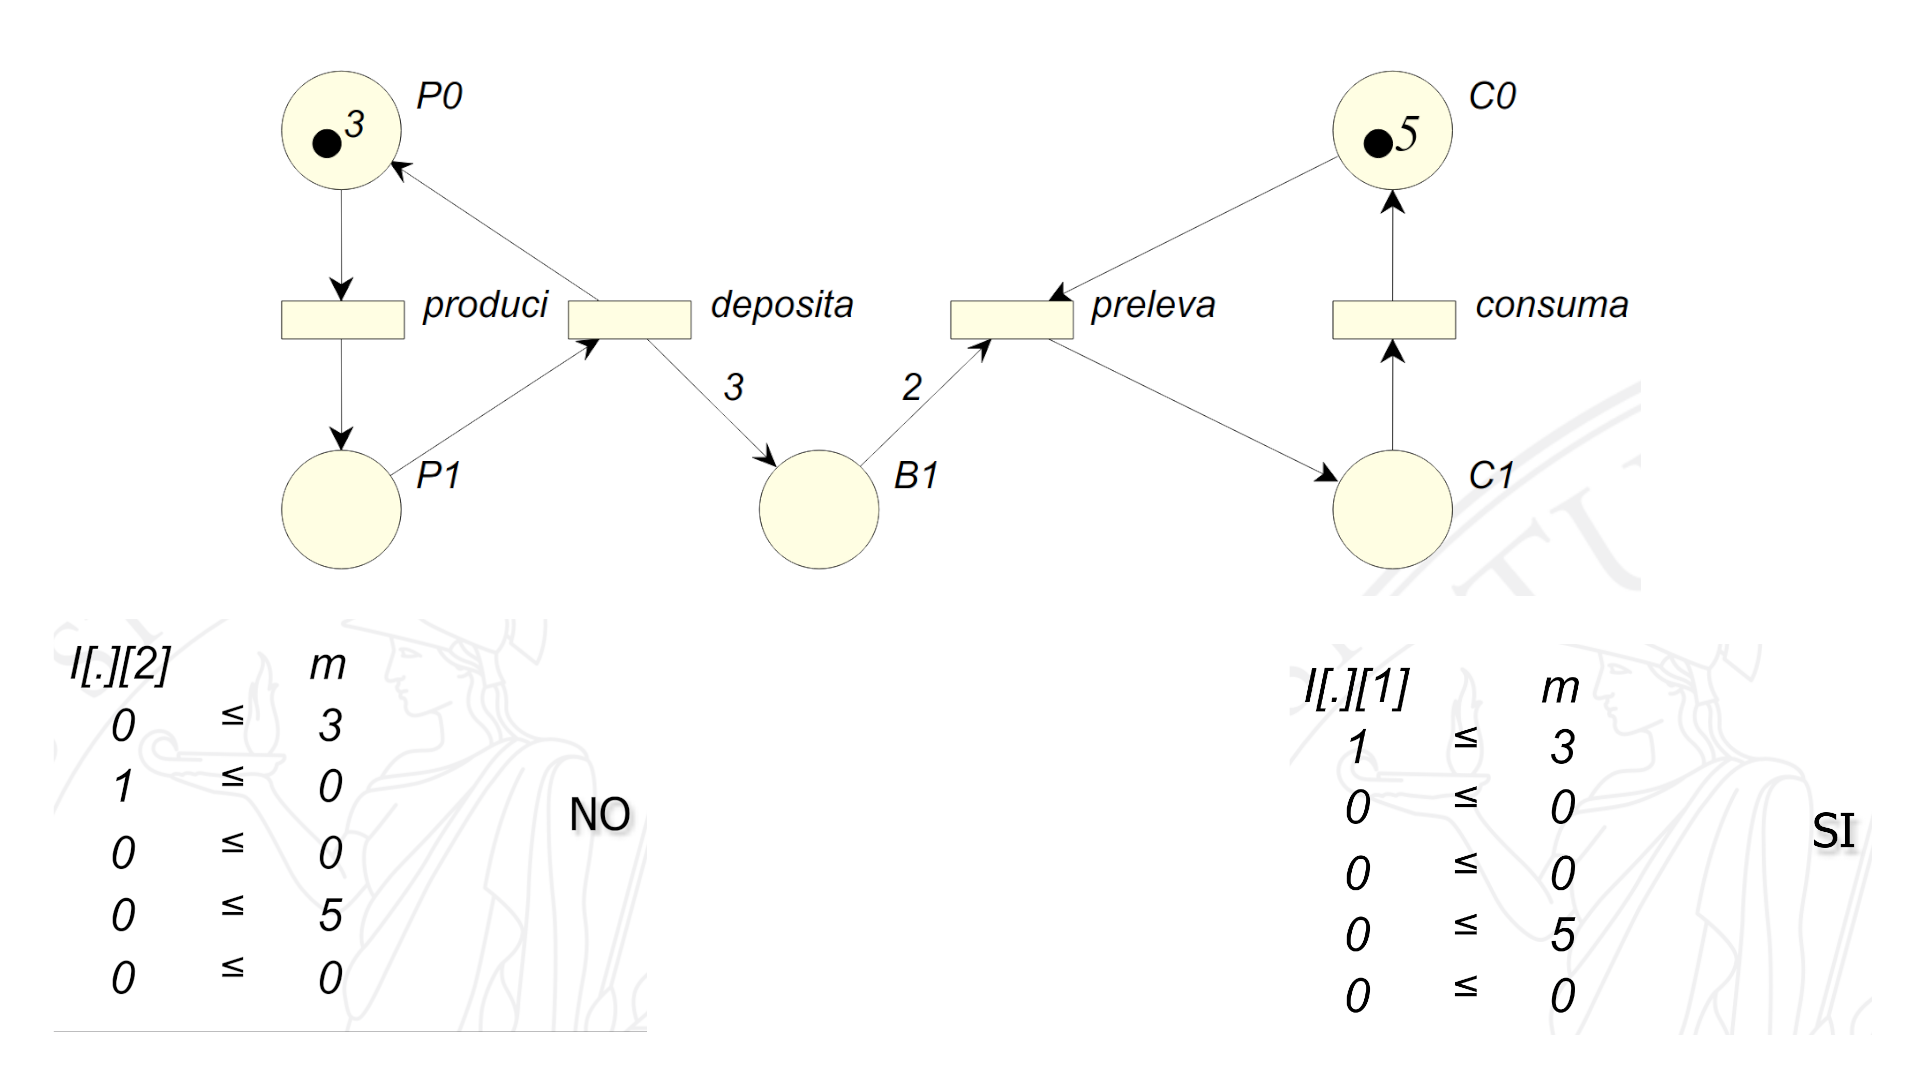 P0
3
C0
5
produci
deposita
preleva
consuma
3
2
P1
B1
C1
I[.][2] m
0 ≤ 3
1 ≤ 0
0 ≤ 0
0 ≤ 5
0 ≤ 0
NO
I[.][1] m
1 ≤ 3
0 ≤ 0
0 ≤ 0
0 ≤ 5
0 ≤ 0
SI